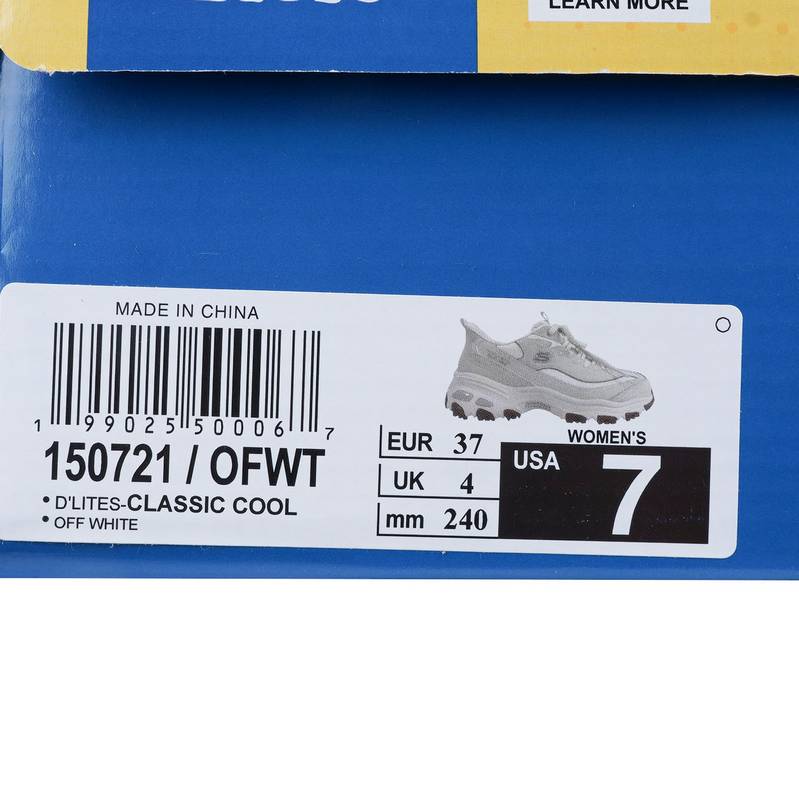 LEARN MORE
MADE IN CHINA
1 99025 50006 7
150721 / OFWT
• D'LITES-CLASSIC COOL
• OFF WHITE
EUR 37
UK 4
mm 240
WOMEN'S
USA 7